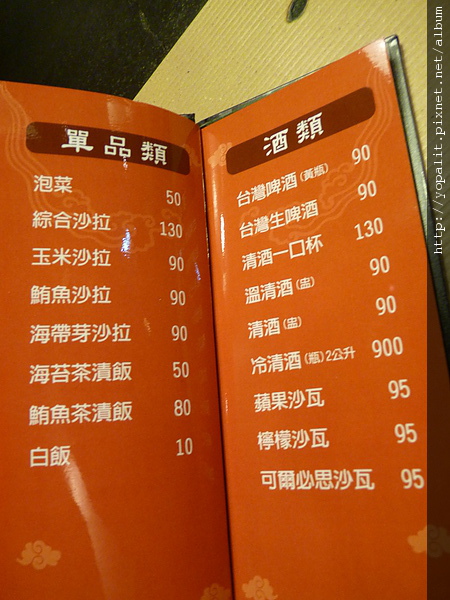 單品類
泡菜 50
綜合沙拉 130
玉米沙拉 90
鮪魚沙拉 90
海帶芽沙拉 90
海苔茶漬飯 50
鮪魚茶漬飯 80
白飯 10
酒類
台灣啤酒(黃瓶) 90
台灣生啤酒 90
清酒一口杯 130
溫清酒(盅) 90
清酒(盅) 90
冷清酒(瓶)2公升 900
蘋果沙瓦 95
檸檬沙瓦 95
可爾必思沙瓦 95
http://yopalit.pixnet.net/album